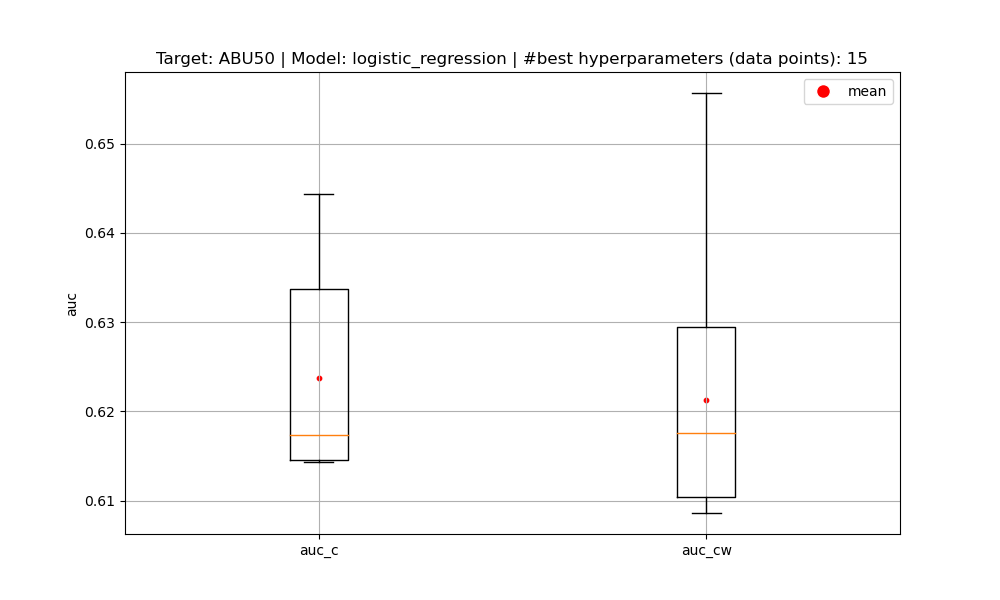 Target: ABU50 | Model: logistic_regression | #best hyperparameters (data points): 15
mean
0.65
0.64
0.63
0.62
0.61
auc
auc_c
auc_cw